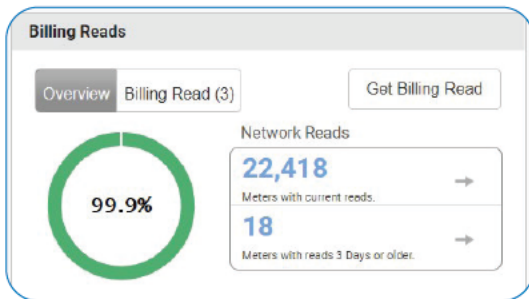 Billing Reads
Overview
Billing Read (3)
Get Billing Read
99.9%
Network Reads
22,418
Meters with current reads.
18
Meters with reads 3 Days or older.